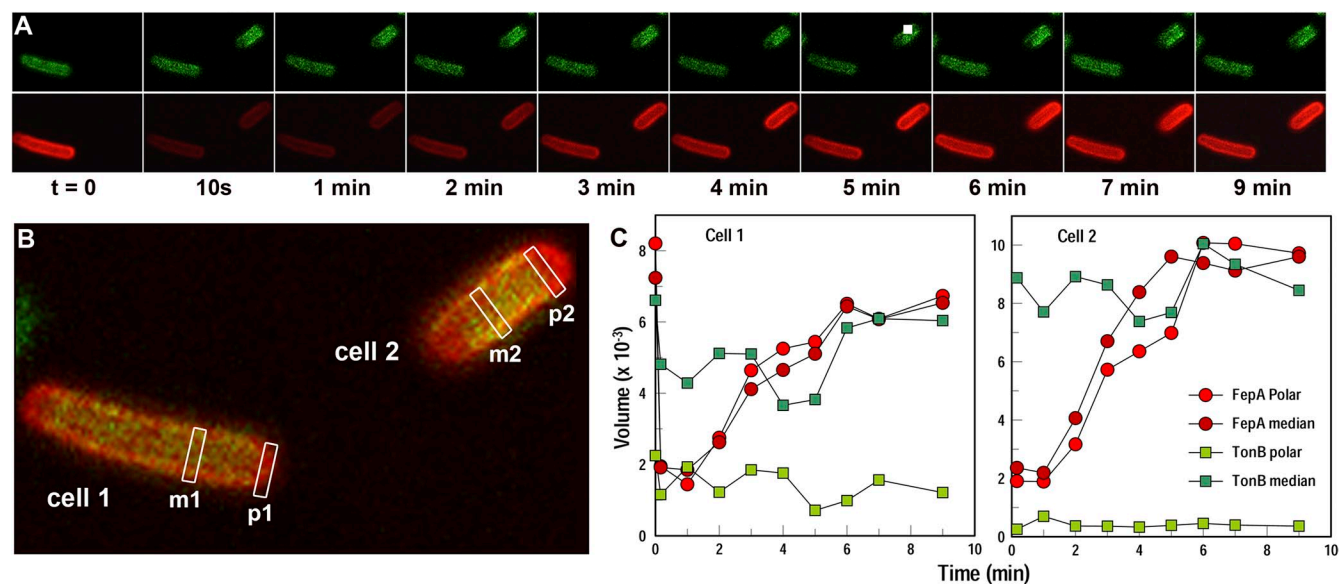 A
t = 0 10s 1 min 2 min 3 min 4 min 5 min 6 min 7 min 9 min
B
cell 2
p2
m2
cell 1
m1
p1
C
Cell 1
8
6
4
2
0
0 2 4 6 8 10
Volume (x 10⁻³)
Cell 2
10
8
6
4
2
0
0 2 4 6 8 10
FepA Polar
FepA median
TonB polar
TonB median
Time (min)